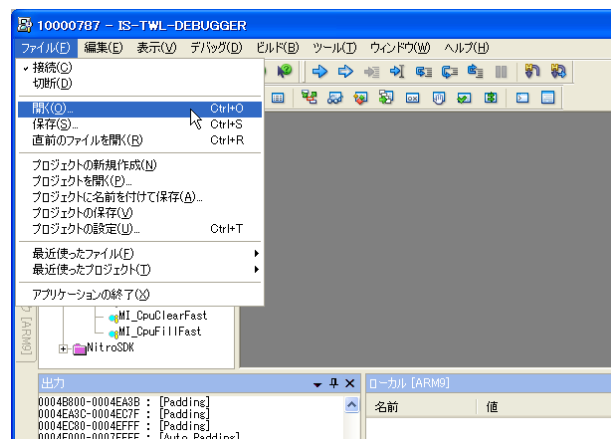 10000787 - IS-TWL-DEBUGGER
ファイル(F) 編集(E) 表示(V) デバッグ(D) ビルド(B) ツール(T) ウィンドウ(W) ヘルプ(H)
接続(C)
切断(D)
開く(O)... Ctrl+O
保存(S)... Ctrl+S
直前のファイルを開く(R) Ctrl+R
プロジェクトの新規作成(N)
プロジェクトを開く(P)...
プロジェクトに名前を付けて保存(A)...
プロジェクトの保存(V)
プロジェクトの設定(U)... Ctrl+T
最近使ったファイル(F)
最近使ったプロジェクト(T)
アプリケーションの終了(X)
MI_CpuClearFast
MI_CpuFillFast
NitroSDK
[ARM9]
出力
0004B800-0004EA3B : [Padding]
0004EA3C-0004EC7F : [Padding]
0004EC80-0004EFFF : [Padding]
0004F000-0007FFFF : [Auto Padding]
ローカル [ARM9]
名前 値